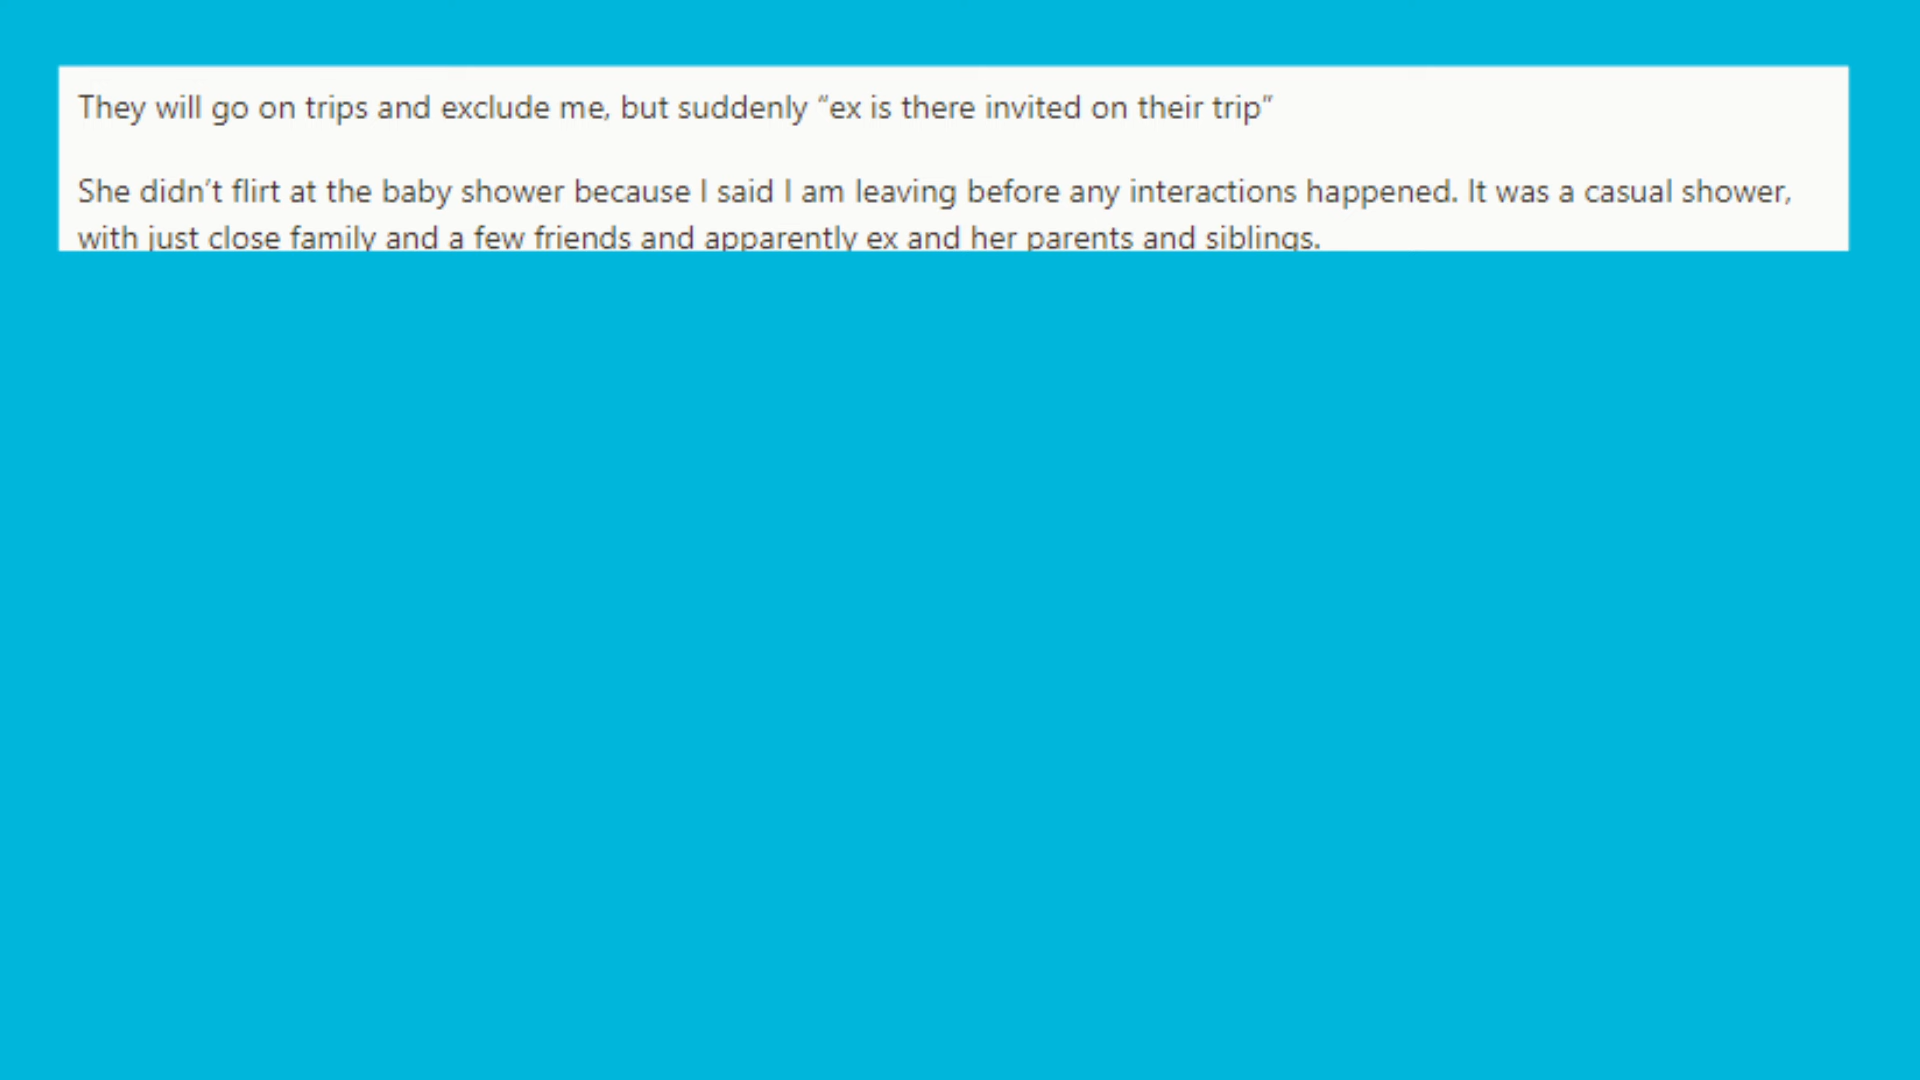 They will go on trips and exclude me, but suddenly “ex is there invited on their trip”
She didn’t flirt at the baby shower because I said I am leaving before any interactions happened. It was a casual shower,
with just close family and a few friends and apparently ex and her parents and siblings.